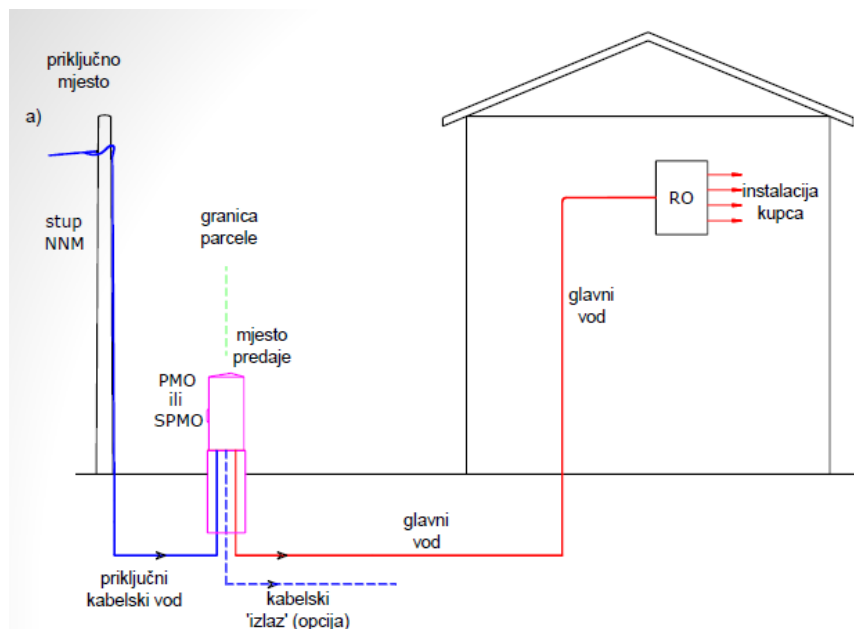 priključno
mjesto
a)
stup
NNM
granica
parcele
mjesto
predaje
PMO
ili
SPMO
RO
instalacija
kupca
glavni
vod
glavni
vod
priključni
kabelski vod
kabelski
'izlaz' (opcija)